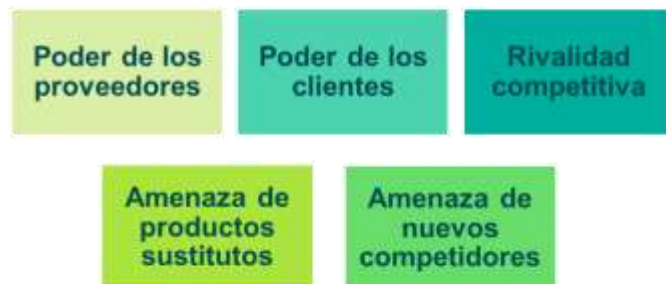 Poder de los
proveedores
Poder de los
clientes
Rivalidad
competitiva
Amenaza de
productos
sustitutos
Amenaza de
nuevos
competidores